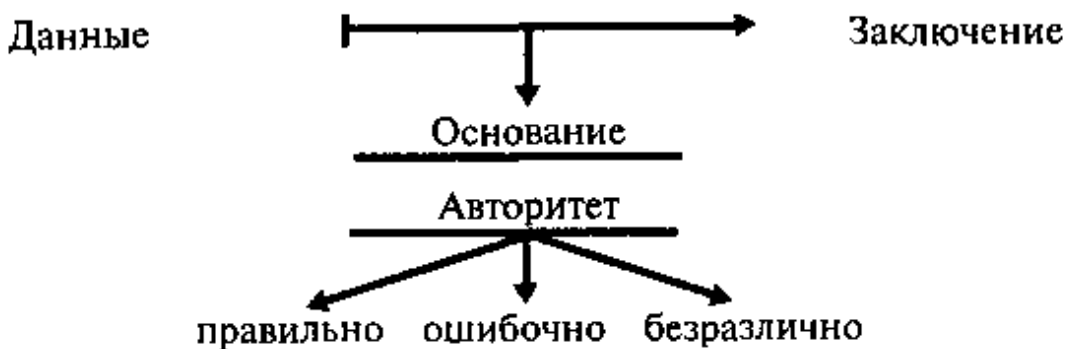 Данные Заключение
Основание
Авторитет
правильно ошибочно безразлично